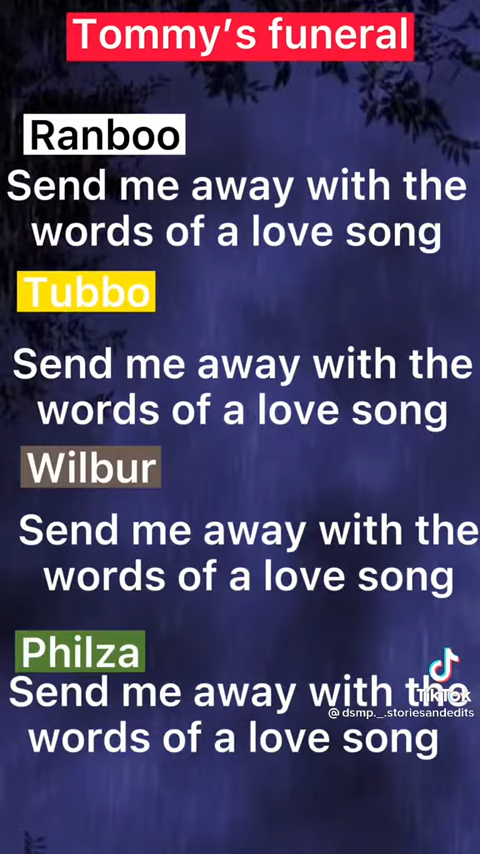 Tommy’s funeral
Ranboo
Send me away with the
words of a love song
Tubbo
Send me away with the
words of a love song
Wilbur
Send me away with the
words of a love song
Philza
Send me away with the
words of a love song
TikTok
@ dsmp._.storiesandedits